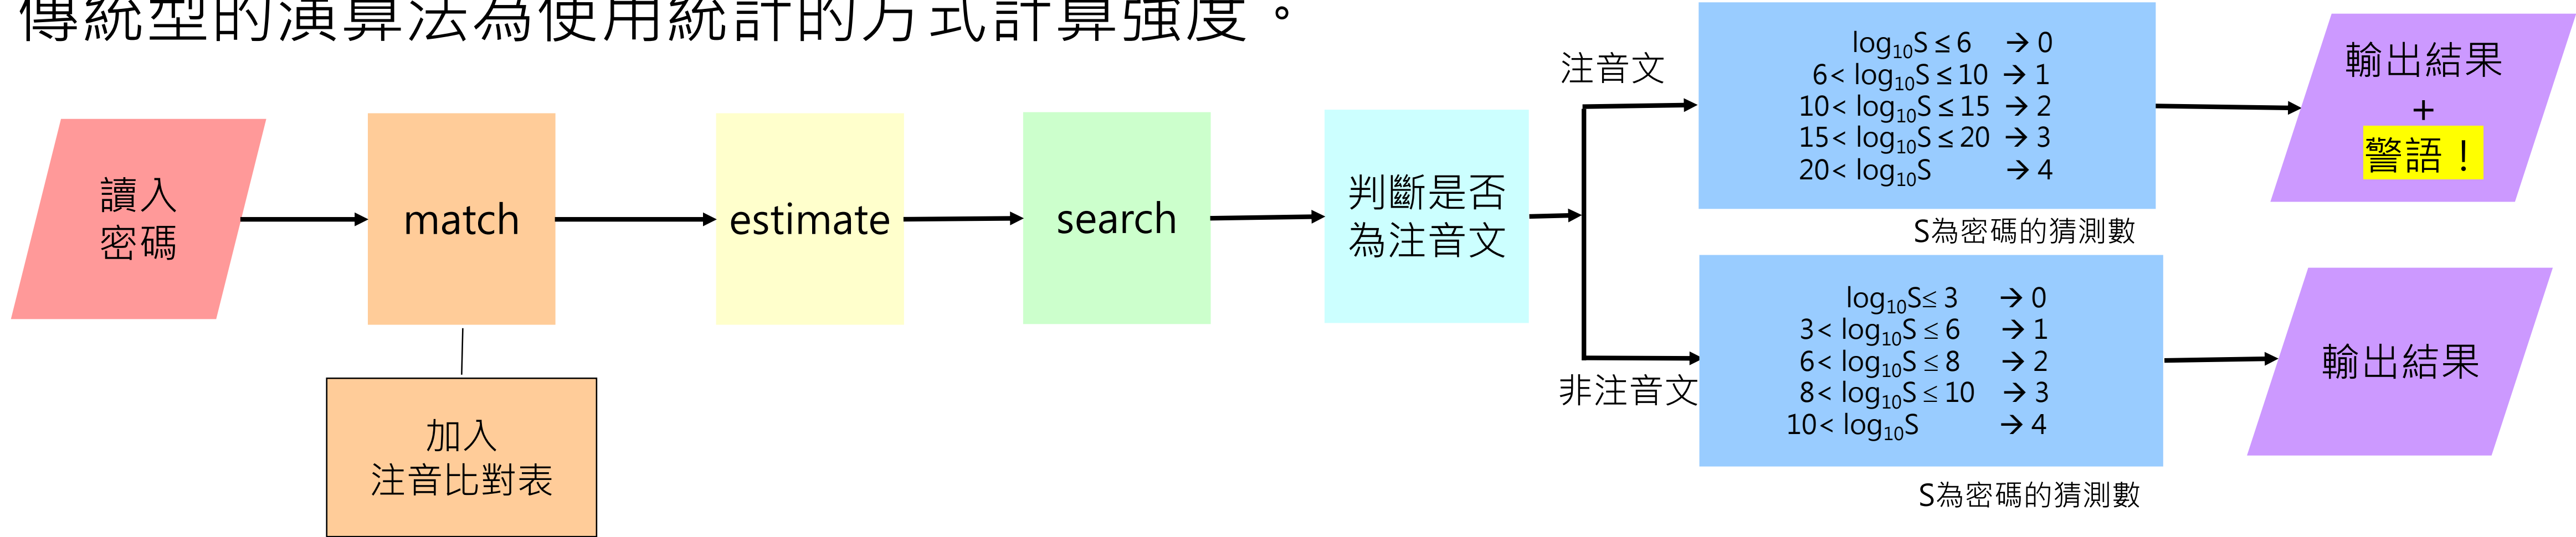 傳統型的演算法為使用統計的方式計算強度。
讀入
密碼
match
加入
注音比對表
estimate
search
判斷是否
為注音文
注音文
log₁₀S ≤ 6 → 0
6< log₁₀S ≤ 10 → 1
10< log₁₀S ≤ 15 → 2
15< log₁₀S ≤ 20 → 3
20< log₁₀S → 4
S為密碼的猜測數
輸出結果
+
警語！
非注音文
log₁₀S≤ 3 → 0
3< log₁₀S ≤ 6 → 1
6< log₁₀S ≤ 8 → 2
8< log₁₀S ≤ 10 → 3
10< log₁₀S → 4
S為密碼的猜測數
輸出結果